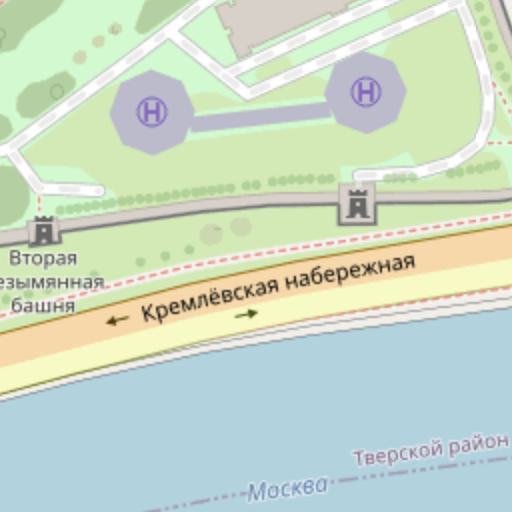 H
H
Вторая
езымянная
башня
Кремлёвская набережная
Тверской район
Москва